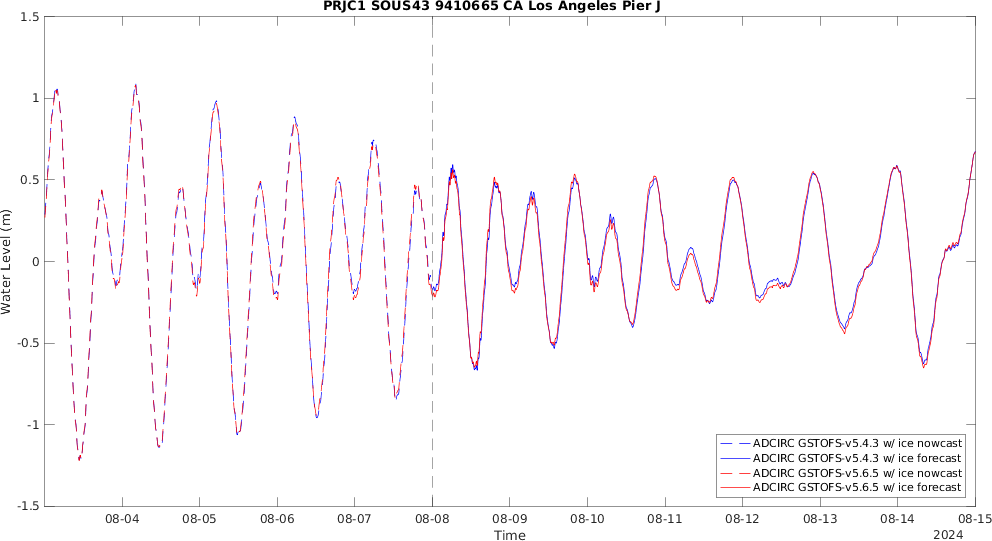 PRJC1 SOUS43 9410665 CA Los Angeles Pier J
1.5
1
0.5
0
-0.5
-1
-1.5
Water Level (m)
08-04 08-05 08-06 08-07 08-08 08-09 08-10 08-11 08-12 08-13 08-14 08-15
Time
2024
ADCIRC GSTOFS-v5.4.3 w/ ice nowcast
ADCIRC GSTOFS-v5.4.3 w/ ice forecast
ADCIRC GSTOFS-v5.6.5 w/ ice nowcast
ADCIRC GSTOFS-v5.6.5 w/ ice forecast